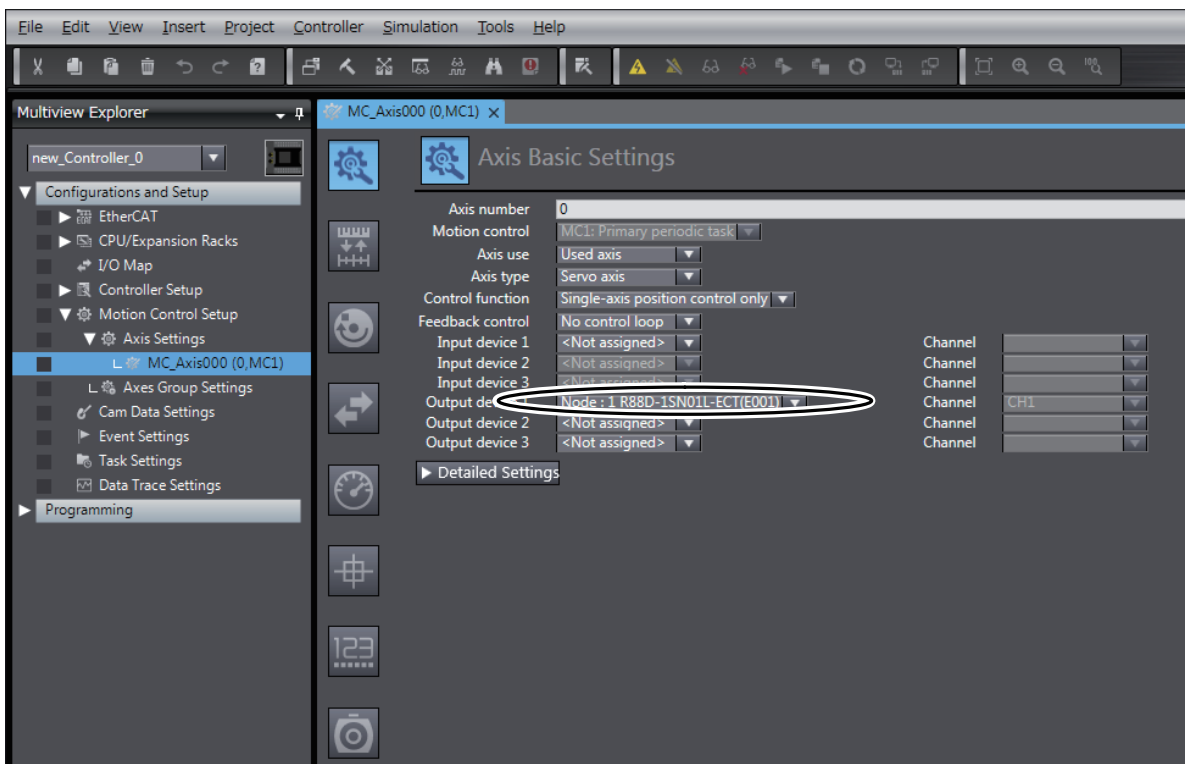 File Edit View Insert Project Controller Simulation Tools Help
Multiview Explorer
MC_Axis000 (0,MC1)
new_Controller_0
Configurations and Setup
EtherCAT
CPU/Expansion Racks
I/O Map
Controller Setup
Motion Control Setup
Axis Settings
MC_Axis000 (0,MC1)
Axes Group Settings
Cam Data Settings
Event Settings
Task Settings
Data Trace Settings
Programming
Axis Basic Settings
Axis number 0
Motion control MC1: Primary periodic task
Axis use Used axis
Axis type Servo axis
Control function Single-axis position control only
Feedback control No control loop
Input device 1 <Not assigned> Channel
Input device 2 <Not assigned> Channel
Input device 3 <Not assigned> Channel
Output de Node : 1 R88D-1SN01L-ECT(E001) Channel CH1
Output device 2 <Not assigned> Channel
Output device 3 <Not assigned> Channel
Detailed Settings
123